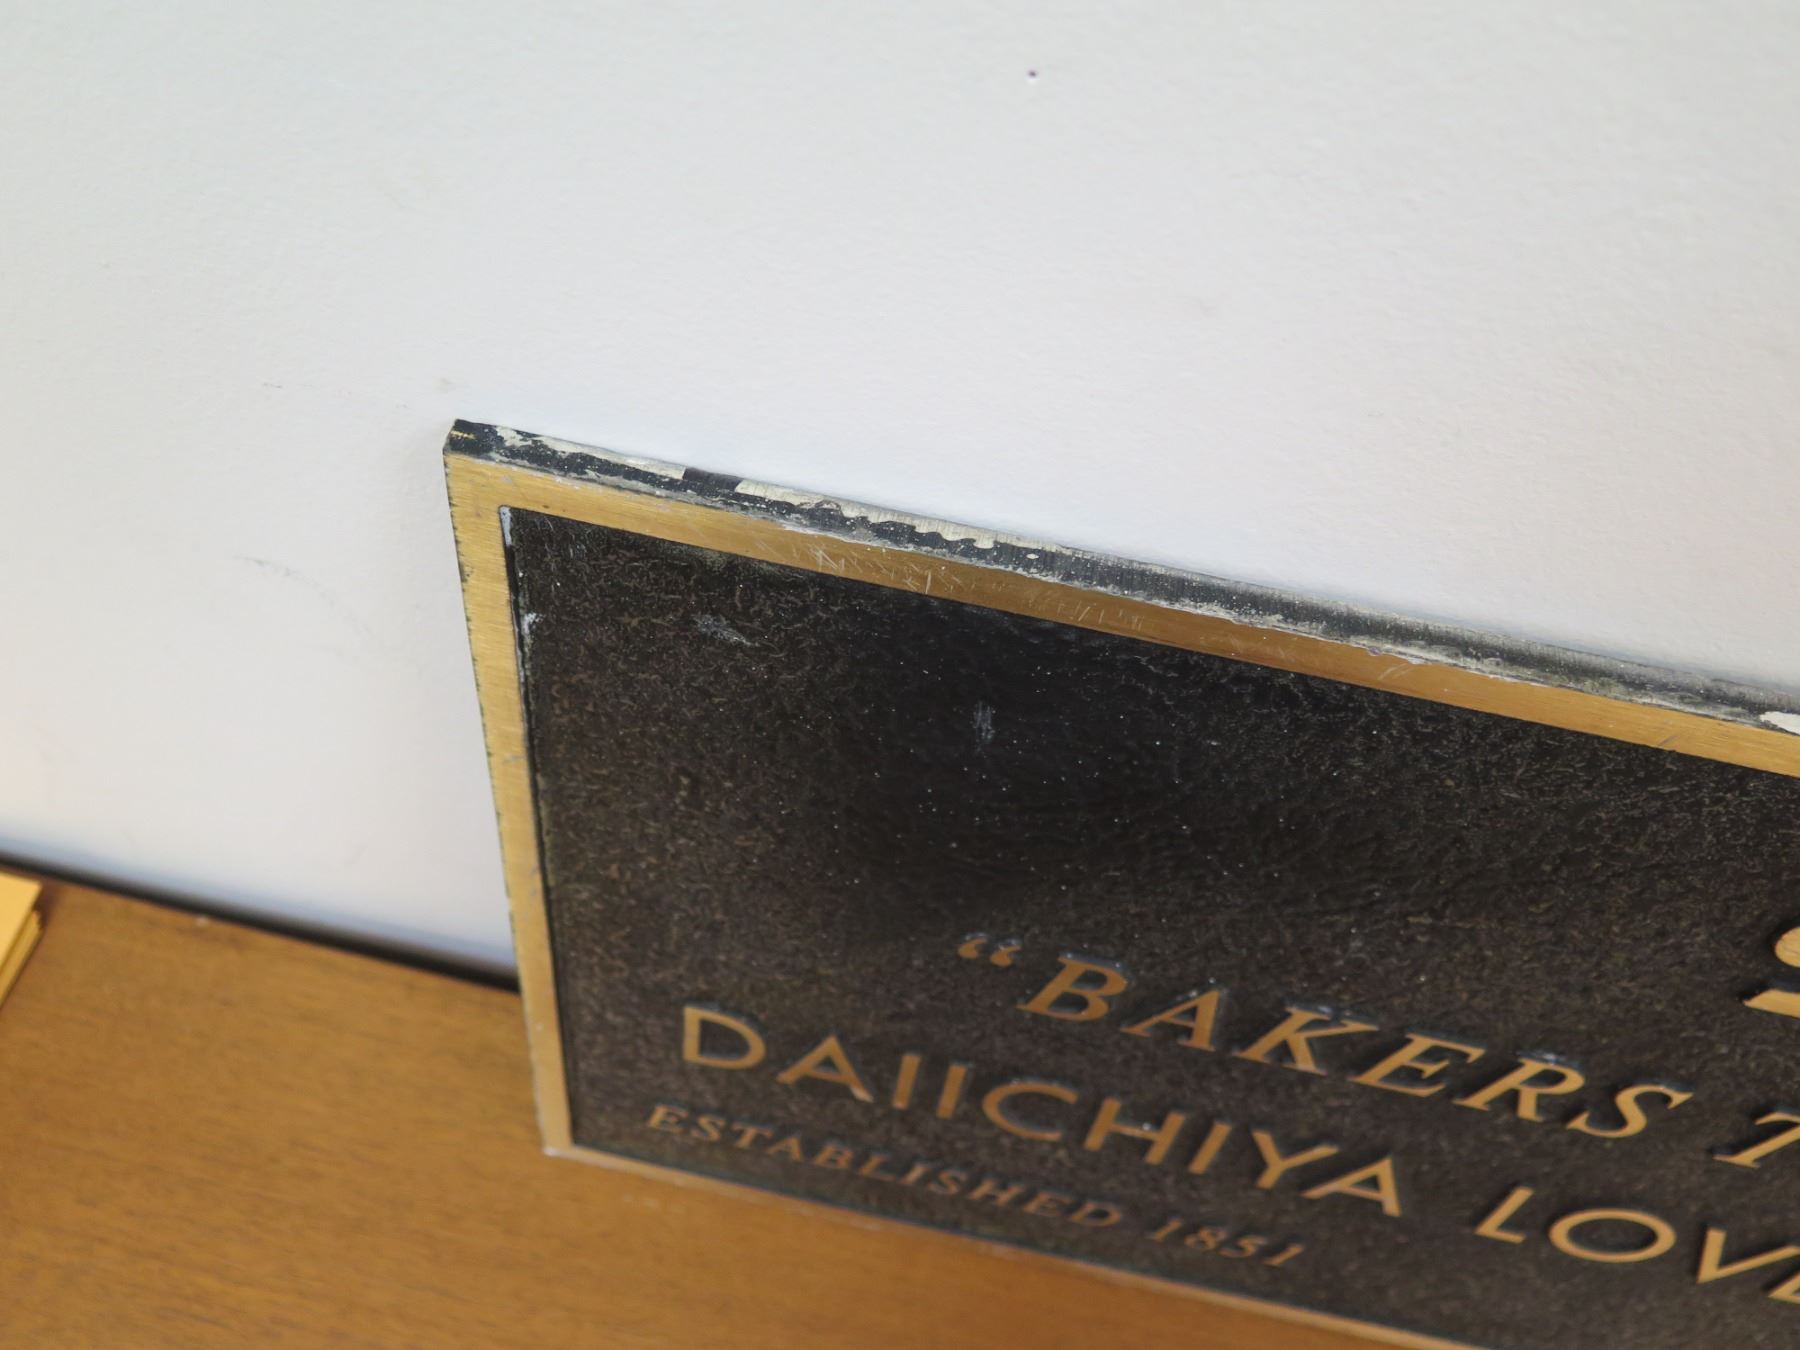 “BAKERS
DAIICHIYA
ESTABLISHED 1851